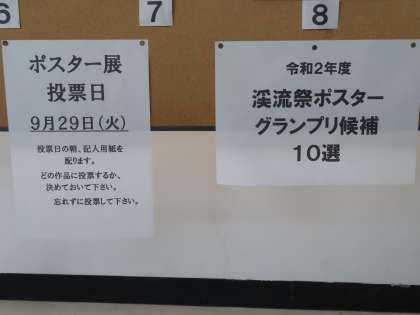 6
7
8
ポスター展
投票日
9月29日(火)
投票日の朝、記入用紙を
配ります。
どの作品に投票するか、
決めておいて下さい。
忘れずに投票して下さい。
令和2年度
渓流祭ポスター
グランプリ候補
10選